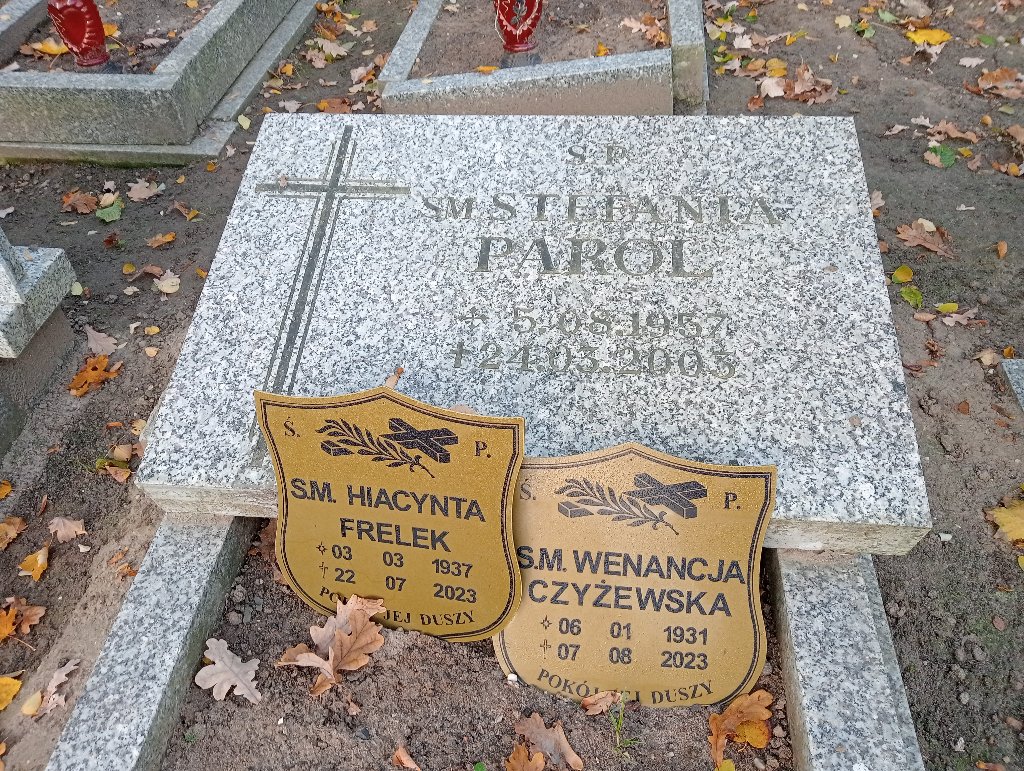 Ś.P.
S.M. STEFANIA
PAROL
5.08.1957
†24.03.2003
Ś. P.
S.M. HIACYNTA
FRELEK
03 03 1937
22 07 2023
JEJ DUSZY
Ś. P.
S.M. WENANCJA
CZYŻEWSKA
06 01 1931
07 08 2023
POKÓJ JEJ DUSZY